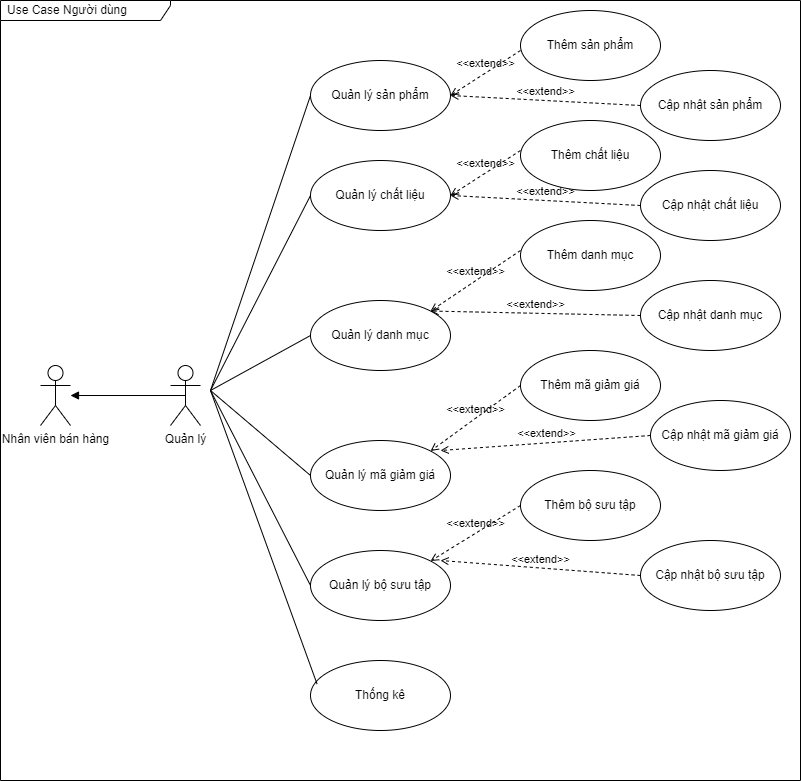 Use Case Người dùng
Thêm sản phẩm
<<extend>>
Quản lý sản phẩm
<<extend>>
Cập nhật sản phẩm
Thêm chất liệu
<<extend>>
Quản lý chất liệu
<<extend>>
Cập nhật chất liệu
Thêm danh mục
<<extend>>
<<extend>>
Cập nhật danh mục
Quản lý danh mục
Thêm mã giảm giá
<<extend>>
<<extend>>
Cập nhật mã giảm giá
Nhân viên bán hàng
Quản lý
Quản lý mã giảm giá
Thêm bộ sưu tập
<<extend>>
<<extend>>
Cập nhật bộ sưu tập
Quản lý bộ sưu tập
Thống kê